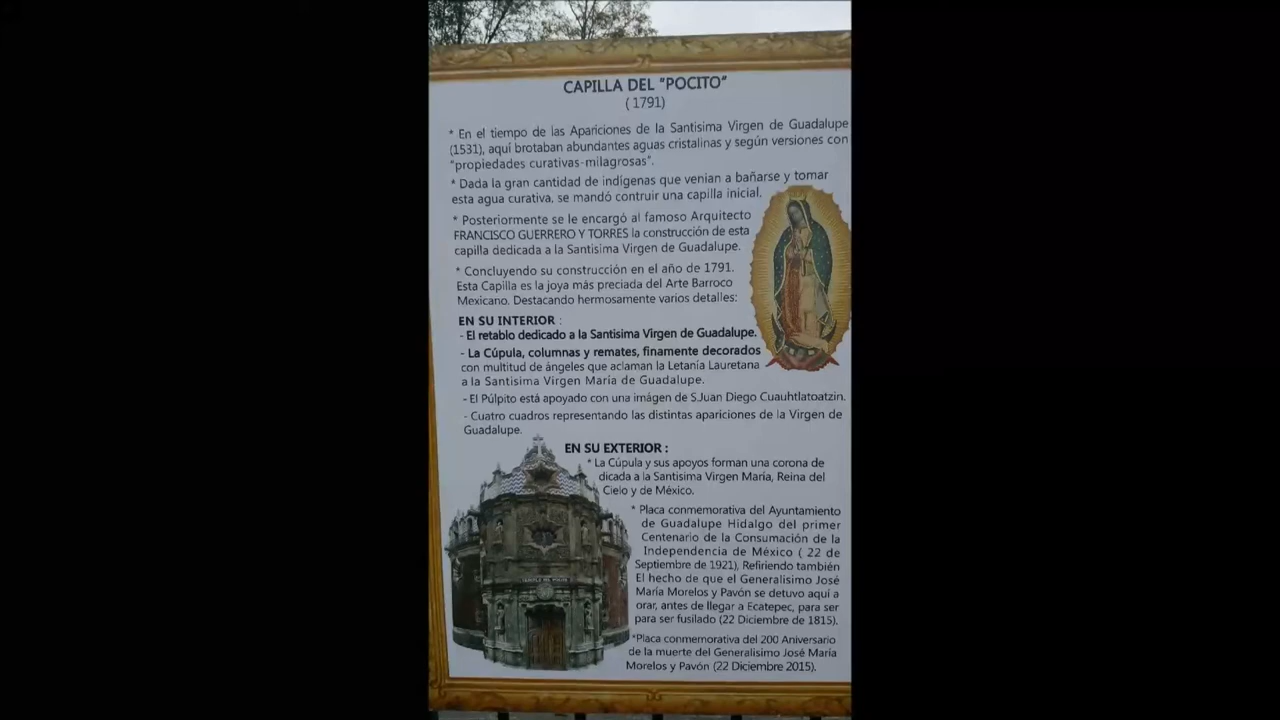 CAPILLA DEL "POCITO"
( 1791)
* En el tiempo de las Apariciones de la Santisima Virgen de Guadalupe
(1531), aquí brotaban abundantes aguas cristalinas y según versiones con
"propiedades curativas-milagrosas".
* Dada la gran cantidad de indígenas que venian a bañarse y tomar
esta agua curativa, se mandó contruir una capilla inicial.
* Posteriormente se le encargó al famoso Arquitecto
FRANCISCO GUERRERO Y TORRES la construcción de esta
capilla dedicada a la Santisima Virgen de Guadalupe.
* Concluyendo su construcción en el año de 1791.
Esta Capilla es la joya más preciada del Arte Barroco
Mexicano. Destacando hermosamente varios detalles:
EN SU INTERIOR :
- El retablo dedicado a la Santisima Virgen de Guadalupe.
- La Cúpula, columnas y remates, finamente decorados
con multitud de ángeles que aclaman la Letanía Lauretana
a la Santisima Virgen María de Guadalupe.
- El Púlpito está apoyado con una imágen de S.Juan Diego Cuauhtlatoatzin.
- Cuatro cuadros representando las distintas apariciones de la Virgen de
Guadalupe.
EN SU EXTERIOR :
* La Cúpula y sus apoyos forman una corona de
dicada a la Santisima Virgen María, Reina del
Cielo y de México.
* Placa conmemorativa del Ayuntamiento
de Guadalupe Hidalgo del primer
Centenario de la Consumación de la
Independencia de México ( 22 de
Septiembre de 1921), Refiriendo también
El hecho de que el Generalisimo José
María Morelos y Pavón se detuvo aquí a
orar, antes de llegar a Ecatepec, para ser
para ser fusilado (22 Diciembre de 1815).
*Placa conmemorativa del 200 Aniversario
de la muerte del Generalisimo José María
Morelos y Pavón (22 Diciembre 2015).